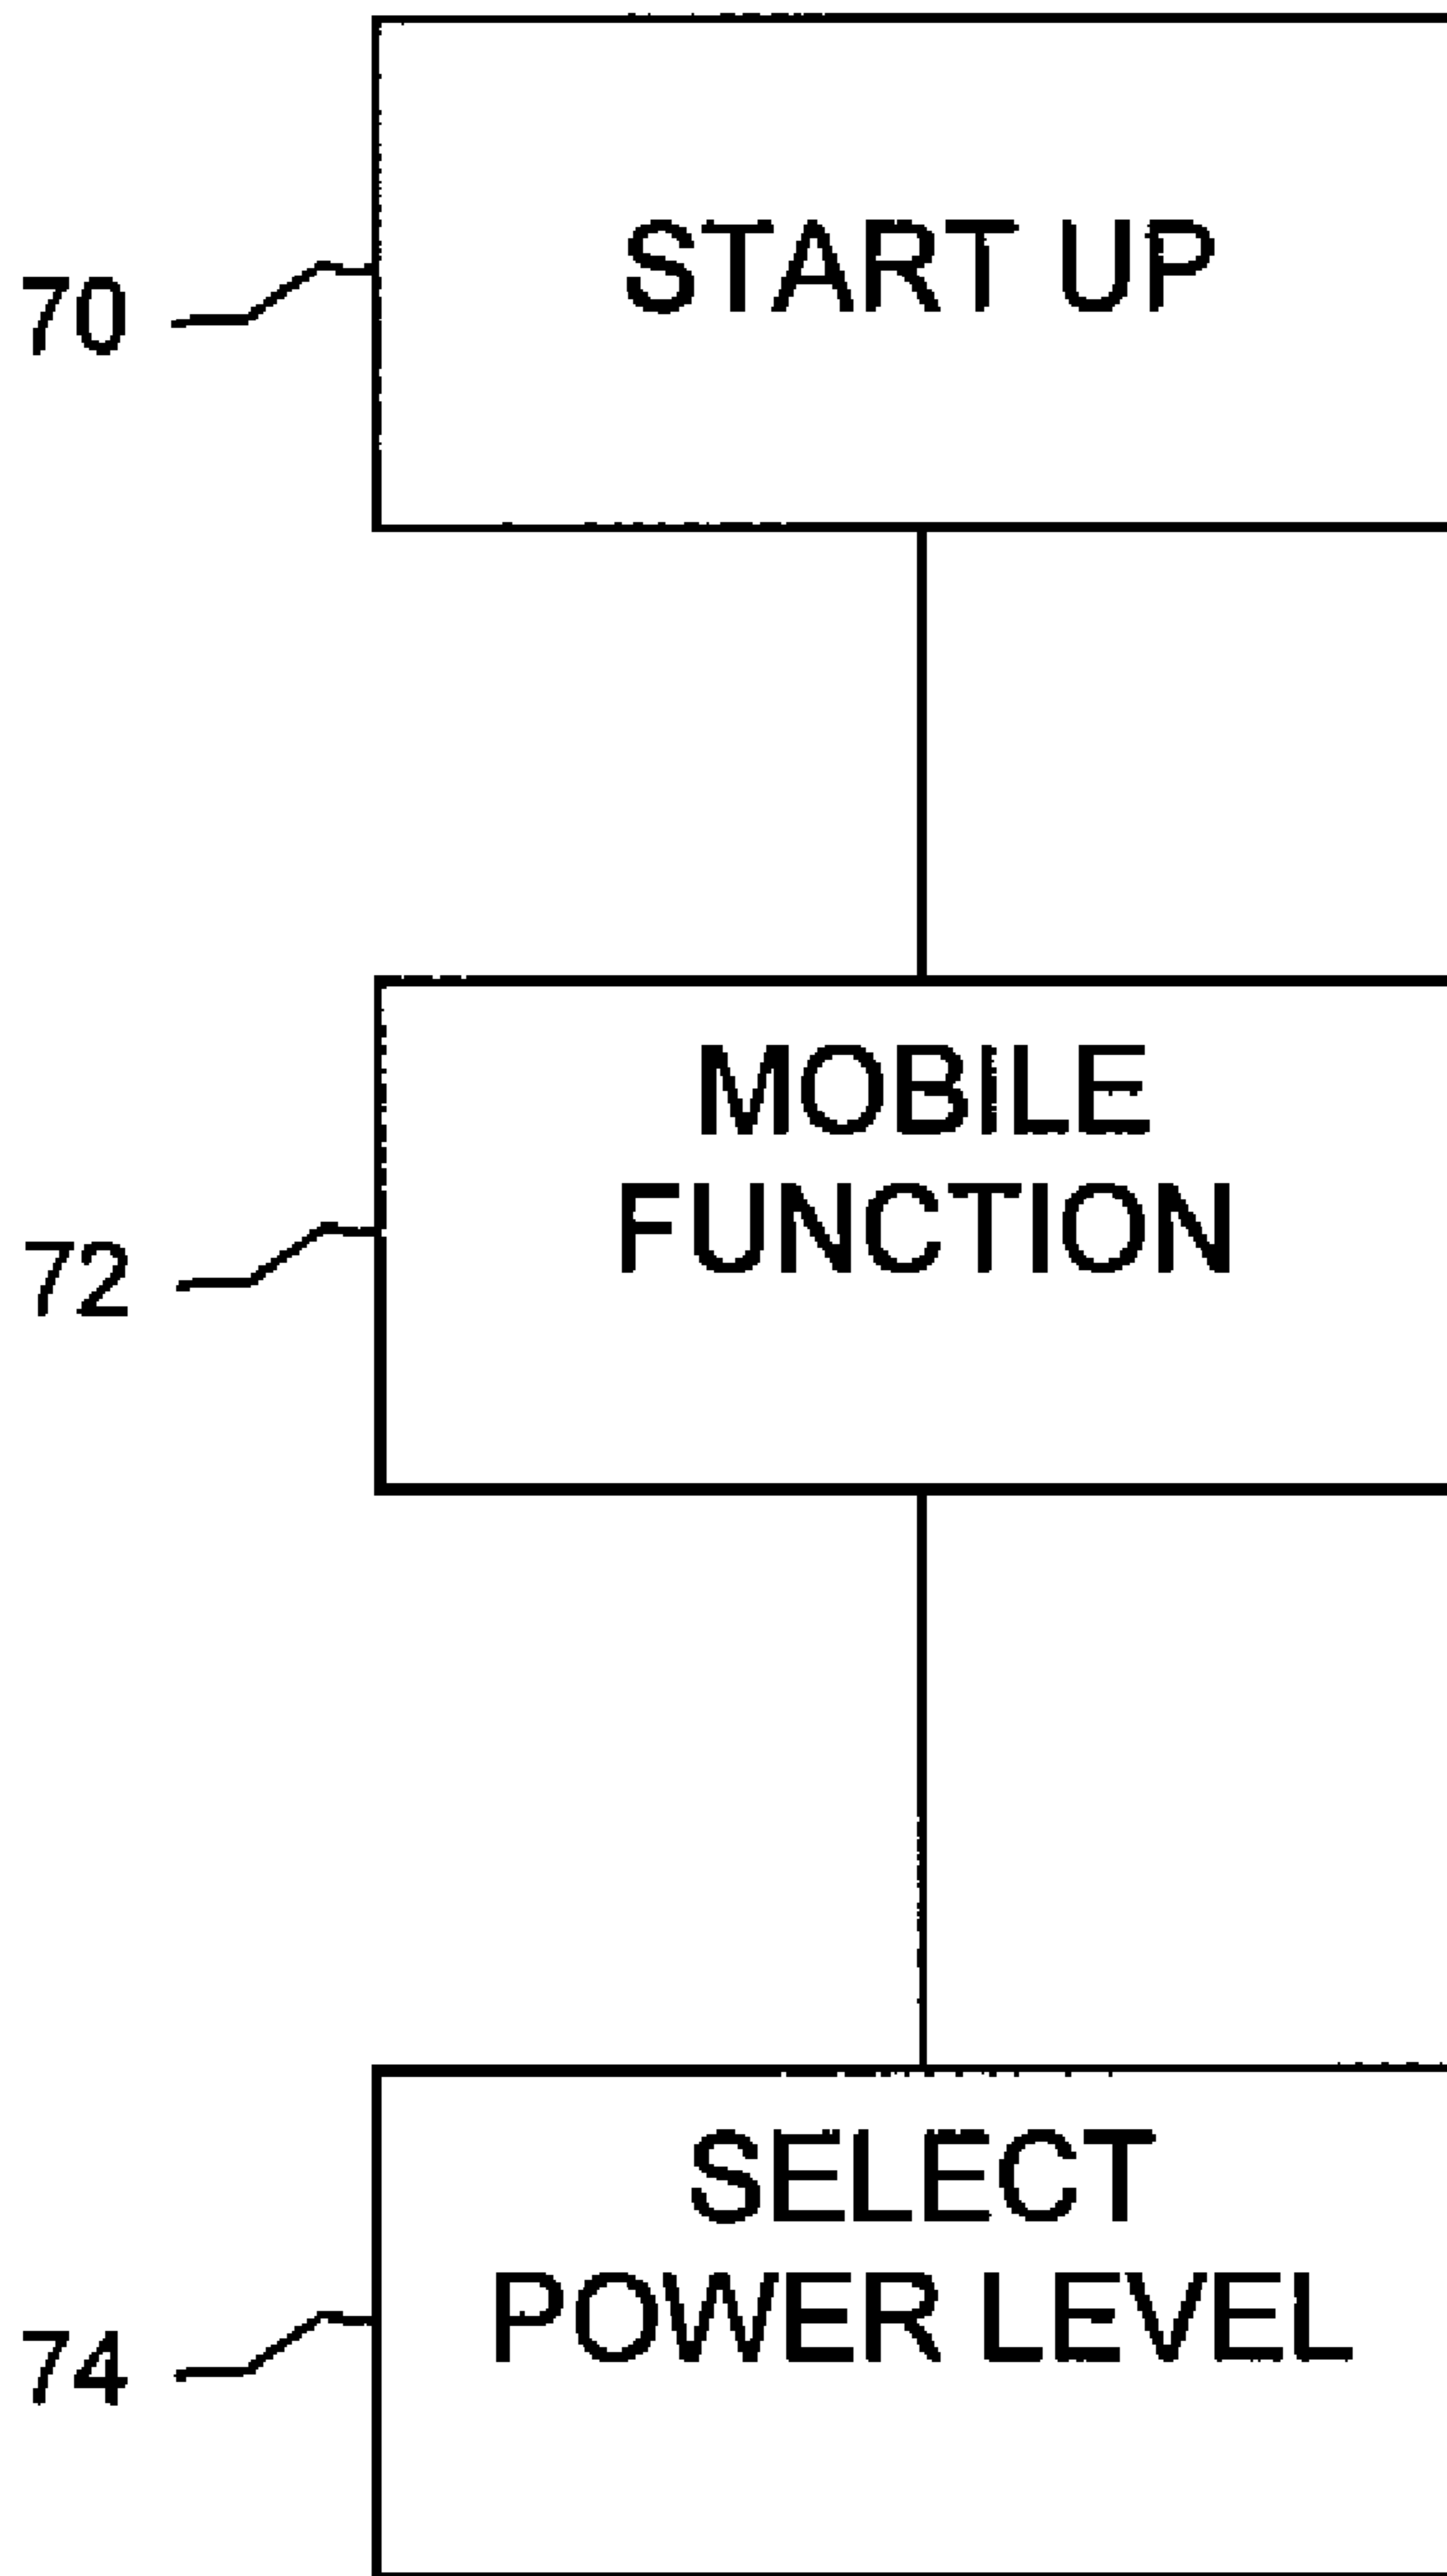 START UP
70
MOBILE
FUNCTION
72
SELECT
POWER LEVEL
74